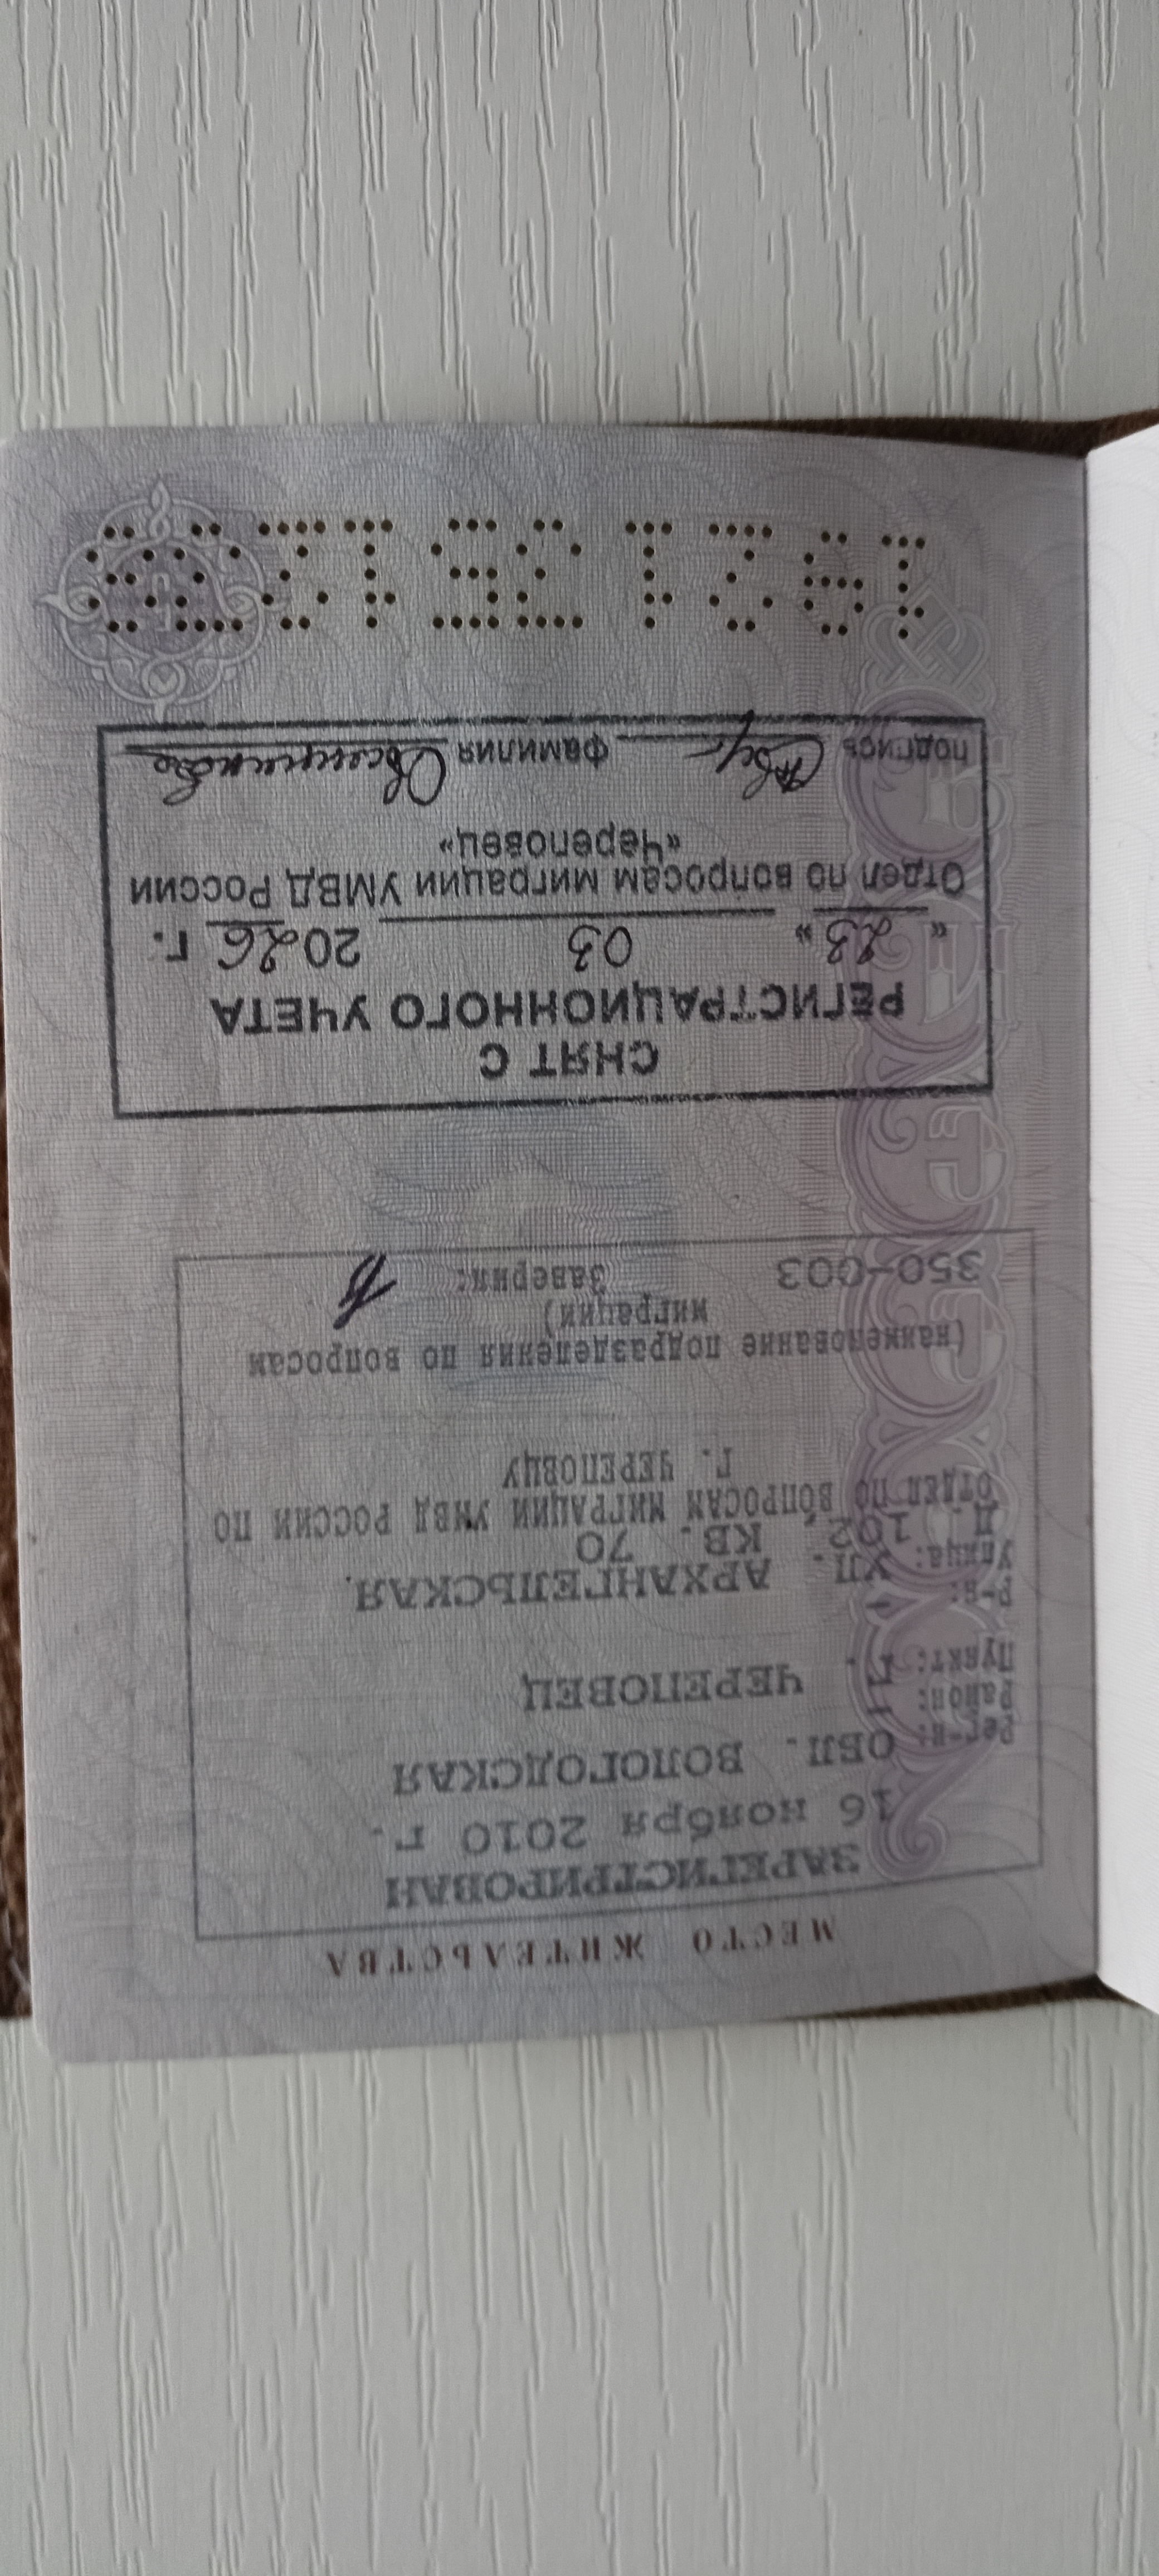 МЕСТО ЖИТЕЛЬСТВА
ЗАРЕГИСТРИРОВАН
16 ноября 2010 г.
Рег-н: ОБЛ. ВОЛОГОДСКАЯ
Район: -
Пункт: Г. ЧЕРЕПОВЕЦ
Р-н: -
Улица: УЛ. АРХАНГЕЛЬСКАЯ,
Д. 102, КВ. 70
ОТДЕЛ ПО ВОПРОСАМ МИГРАЦИИ УМВД РОССИИ ПО
Г. ЧЕРЕПОВЦУ
(наименование подразделения по вопросам
миграции)
350-003 Заверил:
СНЯТ С
РЕГИСТРАЦИОННОГО УЧЕТА
« 23 » 03 2026 г.
Отдел по вопросам миграции УМВД России
«Череповец»
подпись фамилия